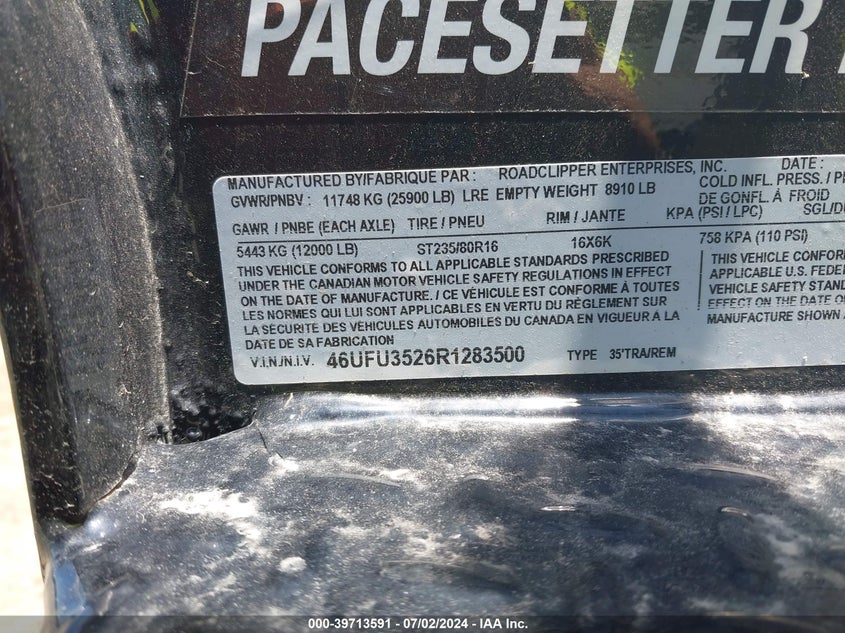 PACESETTER
MANUFACTURED BY/FABRIQUE PAR : ROADCLIPPER ENTERPRISES, INC. DATE :
GVWR/PNBV : 11748 KG (25900 LB) LRE EMPTY WEIGHT 8910 LB COLD INFL. PRESS. /
DE GONFL. À FROID
GAWR / PNBE (EACH AXLE) TIRE / PNEU RIM / JANTE KPA (PSI / LPC)
5443 KG (12000 LB) ST235/80R16 16X6K 758 KPA (110 PSI)
THIS VEHICLE CONFORMS TO ALL APPLICABLE STANDARDS PRESCRIBED
UNDER THE CANADIAN MOTOR VEHICLE SAFETY REGULATIONS IN EFFECT
ON THE DATE OF MANUFACTURE. / CE VÉHICULE EST CONFORME À TOUTES
LES NORMES QUI LUI SONT APPLICABLES EN VERTU DU RÈGLEMENT SUR
LA SÉCURITÉ DES VÉHICULES AUTOMOBILES DU CANADA EN VIGUEUR À LA
DATE DE SA FABRICATION
THIS VEHICLE
APPLICABLE U.S.
VEHICLE SAFETY
EFFECT ON THE DATE OF
MANUFACTURE SHOWN
V.I.N./N.I.V. 46UFU3526R1283500 TYPE 35'TRA/REM
000-39713591 - 07/02/2024 - IAA Inc.